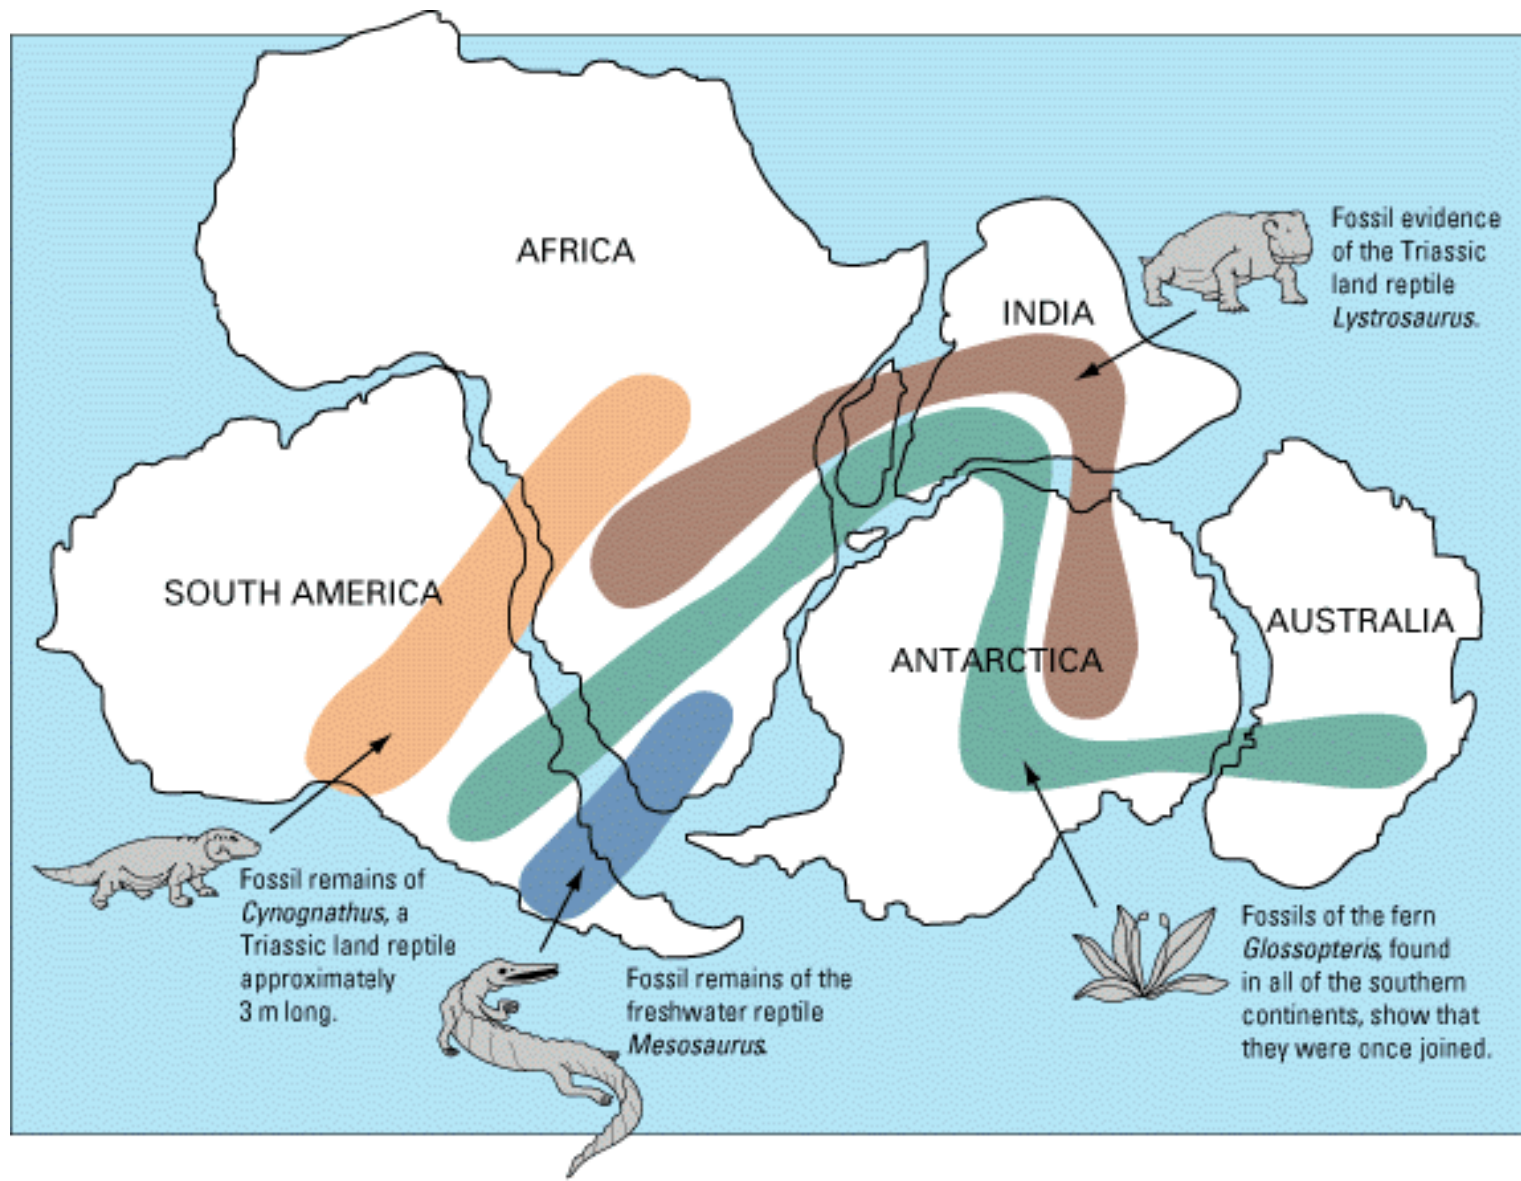 AFRICA
INDIA
Fossil evidence
of the Triassic
land reptile
Lystrosaurus.
SOUTH AMERICA
ANTARCTICA
AUSTRALIA
Fossil remains of
Cynognathus, a
Triassic land reptile
approximately
3 m long.
Fossil remains of the
freshwater reptile
Mesosaurus.
Fossils of the fern
Glossopteris, found
in all of the southern
continents, show that
they were once joined.